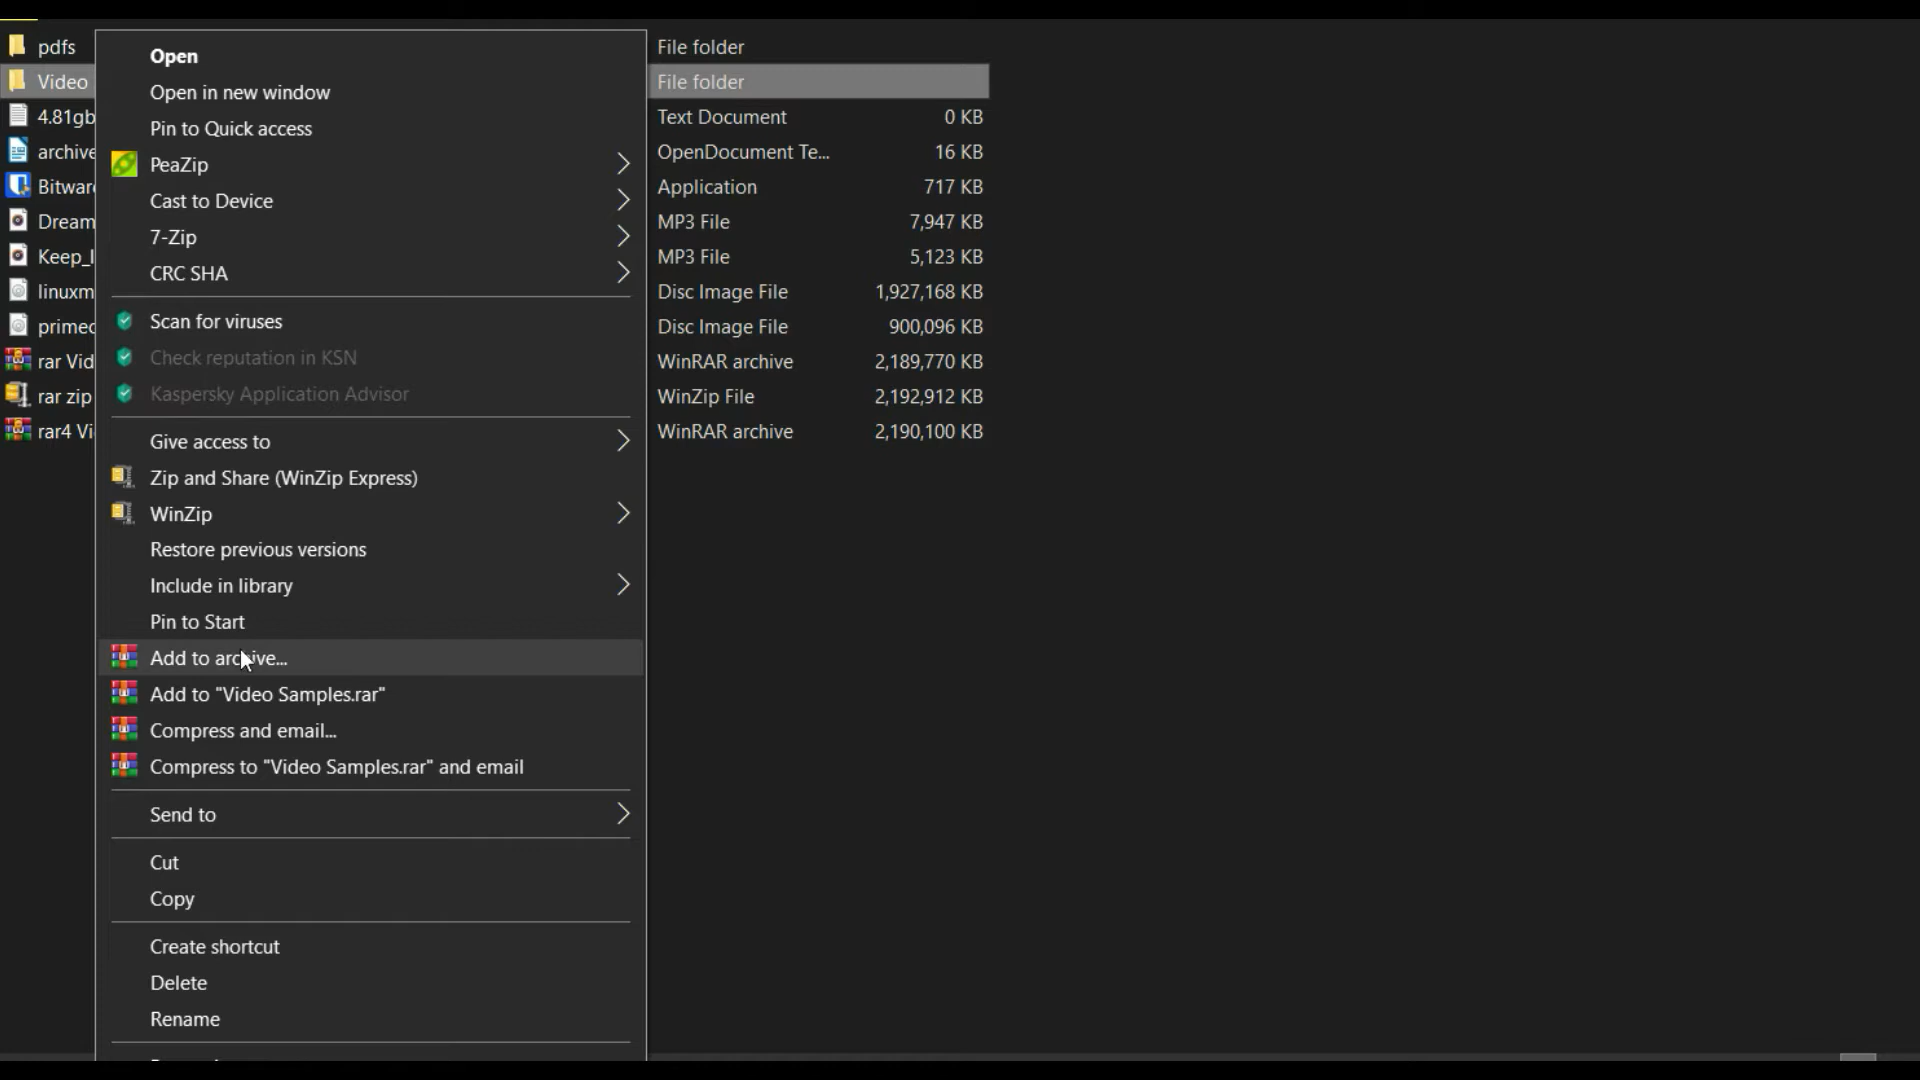 pdfs File folder
Video File folder
4.81gb Text Document 0 KB
archive OpenDocument Te... 16 KB
Application 717 KB
Dream MP3 File 7,947 KB
Keep_I MP3 File 5,123 KB
linuxm Disc Image File 1,927,168 KB
Disc Image File 900,096 KB
rar Vid WinRAR archive 2,189,770 KB
rar zip WinZip File 2,192,912 KB
rar4 Vi WinRAR archive 2,190,100 KB
Open
Open in new window
Pin to Quick access
PeaZip
Cast to Device
7-Zip
CRC SHA
Scan for viruses
Check reputation in KSN
Kaspersky Application Advisor
Give access to
Zip and Share (WinZip Express)
WinZip
Restore previous versions
Include in library
Pin to Start
Add to archive...
Add to "Video Samples.rar"
Compress and email...
Compress to "Video Samples.rar" and email
Send to
Cut
Copy
Create shortcut
Delete
Rename